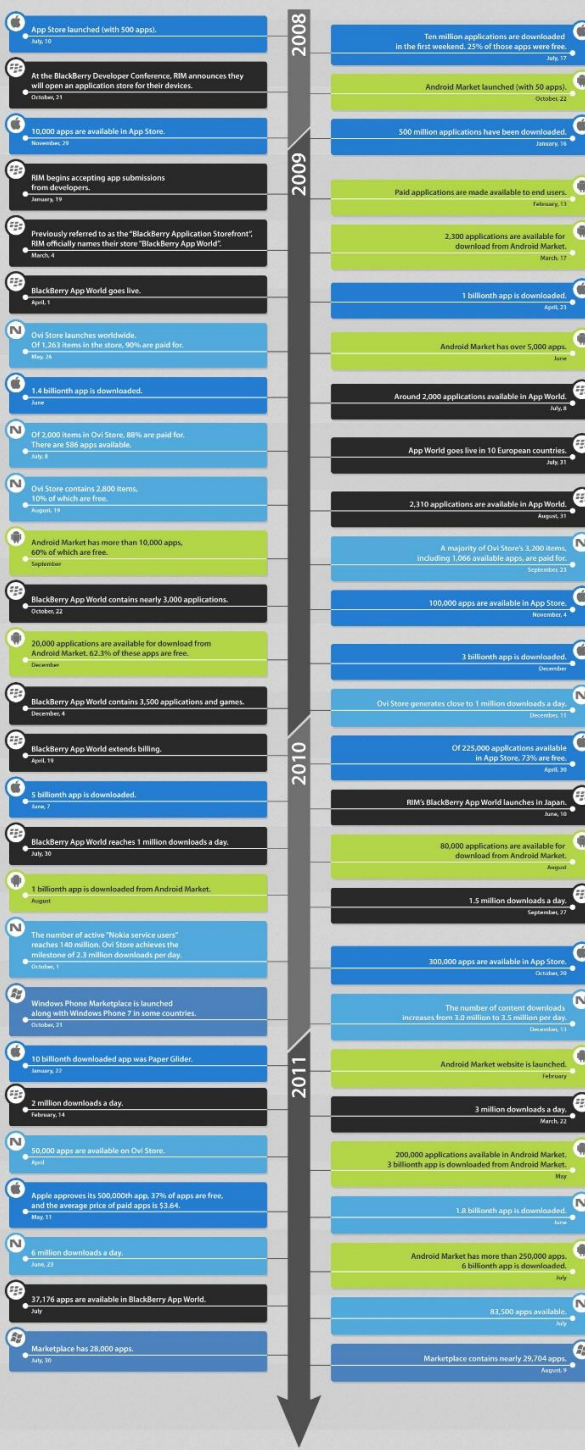 2008
App Store launched (with 500 apps).
July, 10
Ten million applications are downloaded
in the first weekend. 25% of those apps were free.
July, 17
At the BlackBerry Developer Conference, RIM announces they
will open an application store for their devices.
October, 21
Android Market launched (with 50 apps).
October, 22
10,000 apps are available in App Store.
November, 29
500 million applications have been downloaded.
January, 16
2009
RIM begins accepting app submissions
from developers.
January, 19
Paid applications are made available to end users.
February, 13
Previously referred to as the "BlackBerry Application Storefront",
RIM officially names their store "BlackBerry App World".
March, 4
2,300 applications are available for
download from Android Market.
March, 17
BlackBerry App World goes live.
April, 1
1 billionth app is downloaded.
April, 23
Ovi Store launches worldwide.
Of 1,263 items in the store, 90% are paid for.
May, 26
Android Market has over 5,000 apps.
June
1.4 billionth app is downloaded.
June
Around 2,000 applications available in App World.
July, 8
Of 2,000 items in Ovi Store, 88% are paid for.
There are 586 apps available.
July, 8
App World goes live in 10 European countries.
July, 31
Ovi Store contains 2,800 items,
10% of which are free.
August, 19
2,310 applications are available in App World.
August, 31
Android Market has more than 10,000 apps,
60% of which are free.
September
A majority of Ovi Store's 3,200 items,
including 1,066 available apps, are paid for.
September, 23
BlackBerry App World contains nearly 3,000 applications.
October, 22
100,000 apps are available in App Store.
November, 4
20,000 applications are available for download from
Android Market. 62.3% of these apps are free.
December
3 billionth app is downloaded.
December
BlackBerry App World contains 3,500 applications and games.
December, 4
Ovi Store generates close to 1 million downloads a day.
December, 11
2010
BlackBerry App World extends billing.
April, 19
Of 225,000 applications available
in App Store, 73% are free.
April, 30
5 billionth app is downloaded.
June, 7
RIM's BlackBerry App World launches in Japan.
June, 10
BlackBerry App World reaches 1 million downloads a day.
July, 30
80,000 applications are available for
download from Android Market.
August
1 billionth app is downloaded from Android Market.
August
1.5 million downloads a day.
September, 27
The number of active "Nokia service users"
reaches 140 million. Ovi Store achieves the
milestone of 2.3 million downloads per day.
October, 1
300,000 apps are available in App Store.
October, 20
Windows Phone Marketplace is launched
along with Windows Phone 7 in some countries.
October, 21
The number of content downloads
increases from 3.0 million to 3.5 million per day.
December, 13
2011
10 billionth downloaded app was Paper Glider.
January, 22
Android Market website is launched.
February
2 million downloads a day.
February, 14
3 million downloads a day.
March, 22
50,000 apps are available on Ovi Store.
April
200,000 applications available in Android Market.
3 billionth app is downloaded from Android Market.
May
Apple approves its 500,000th app, 37% of apps are free,
and the average price of paid apps is $3.64.
May, 11
1.8 billionth app is downloaded.
June
6 million downloads a day.
June, 23
Android Market has more than 250,000 apps.
6 billionth app is downloaded.
July
37,176 apps are available in BlackBerry App World.
July
83,500 apps available.
July
Marketplace has 28,000 apps.
July, 30
Marketplace contains nearly 29,704 apps.
August, 9